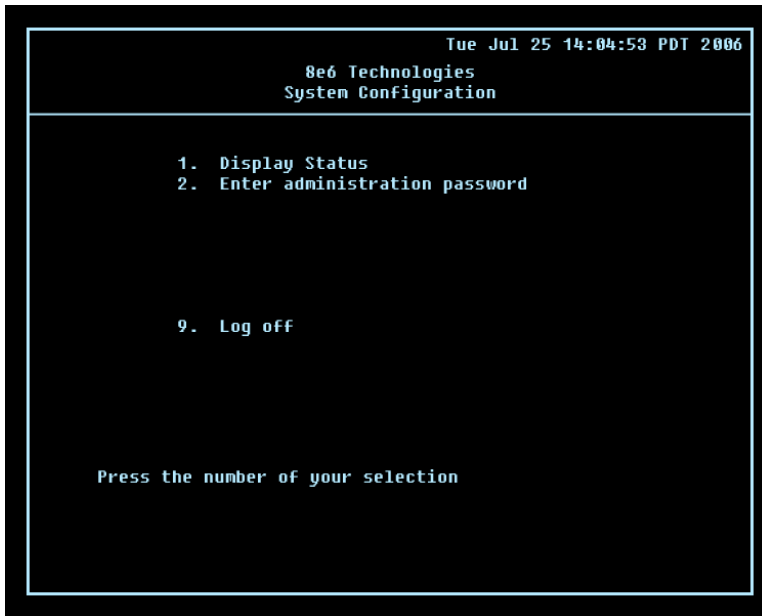 Tue Jul 25 14:04:53 PDT 2006
8e6 Technologies
System Configuration
1. Display Status
2. Enter administration password
9. Log off
Press the number of your selection